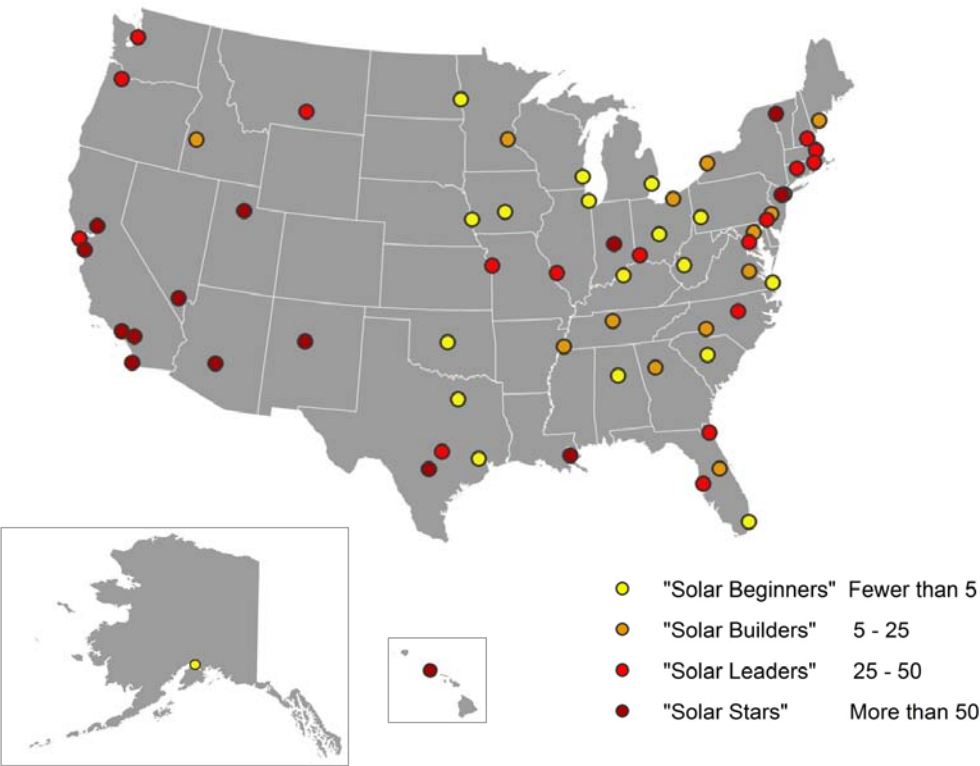 "Solar Beginners" Fewer than 5
"Solar Builders" 5 - 25
"Solar Leaders" 25 - 50
"Solar Stars" More than 50